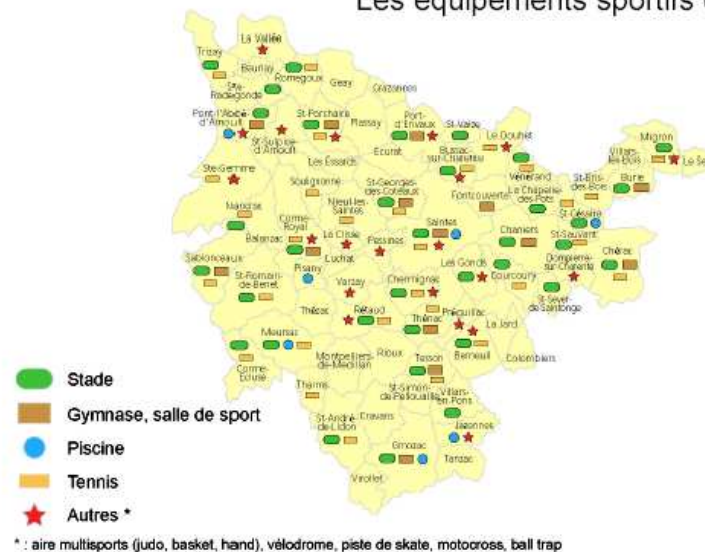 Les équipements sportifs
La Vallée
Trizay
Beurlay
Romegoux
Geay
Crazannes
Ste-
Radegonde
Pont-l'Abbé-
d'Arnoult
St-Porchaire
Plassay
Port-
d'Envaux
St-Vaize
Le Douhet
St-Sulpice-
d'Arnoult
Ecurat
Bussac-
sur-Charente
Vénérand
Villars-
les-Bois
Migron
Le Se
Les Essards
Ste-Gemme
Soulignonne
St-Georges-
des-Coteaux
Fontcouverte
La Chapelle-
des-Pots
St-Bris-
des-Bois
Burie
Nieul-les-
Saintes
Nancras
Corme-
Royal
Saintes
St-Césaire
Balanzac
La Clisse
Pessines
Chaniers
St-Sauvant
Chérac
Sablonceaux
Luchat
Les Gonds
Dompierre-
sur-Charente
Pisany
St-Romain-
de-Benet
Varzay
Chermignac
Courcoury
St-Sever-
de-Saintonge
Thézac
Rétaud
Préguillac
Thénac
La Jard
Meursac
Rioux
Berneuil
Colombiers
Montpellier-
de-Médillan
Tesson
Corme-
Ecluse
Thaims
St-Simon-
de-Pellouaille
Villars-
en-Pons
St-André-
de-Lidon
Cravans
Jazennes
Gémozac
Tanzac
Virollet
Stade
Gymnase, salle de sport
Piscine
Tennis
Autres *
* : aire multisports (judo, basket, hand), vélodrome, piste de skate, motocross, ball trap